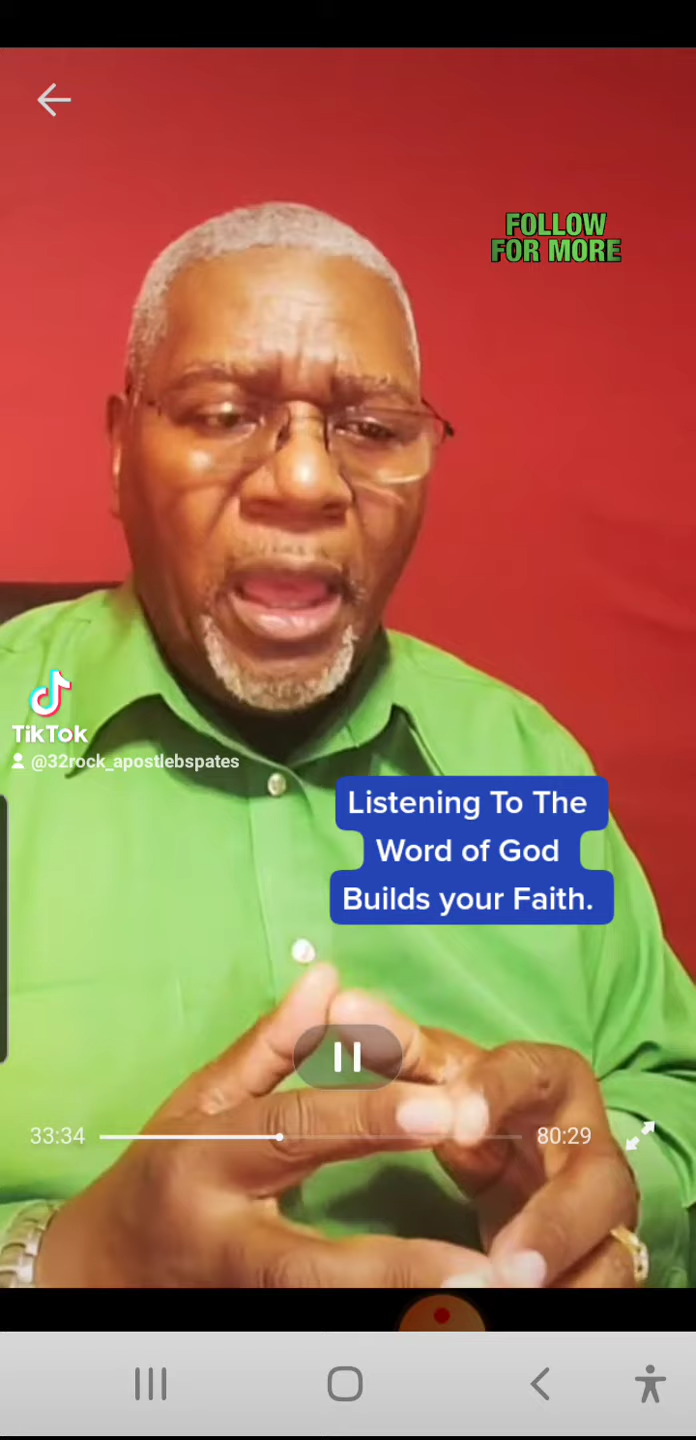 FOLLOW
FOR MORE
TikTok
@32rock_apostlebspates
Listening To The
Word of God
Builds your Faith.
33:34
80:29